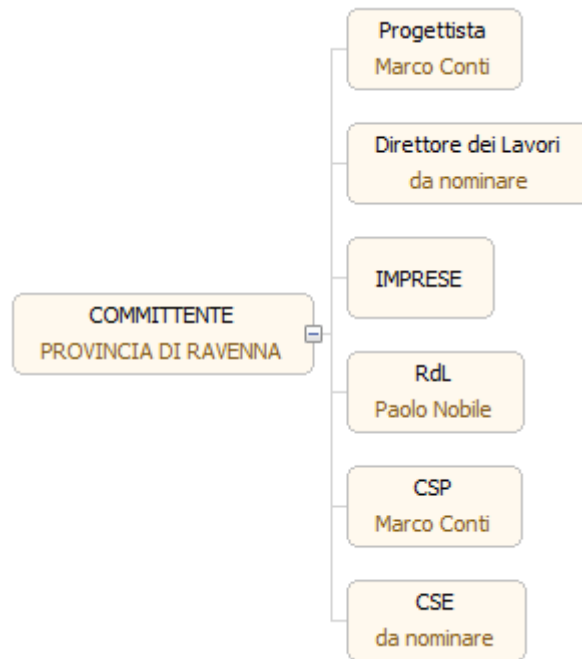 Progettista
Marco Conti
Direttore dei Lavori
da nominare
IMPRESE
COMMITTENTE
PROVINCIA DI RAVENNA
RdL
Paolo Nobile
CSP
Marco Conti
CSE
da nominare